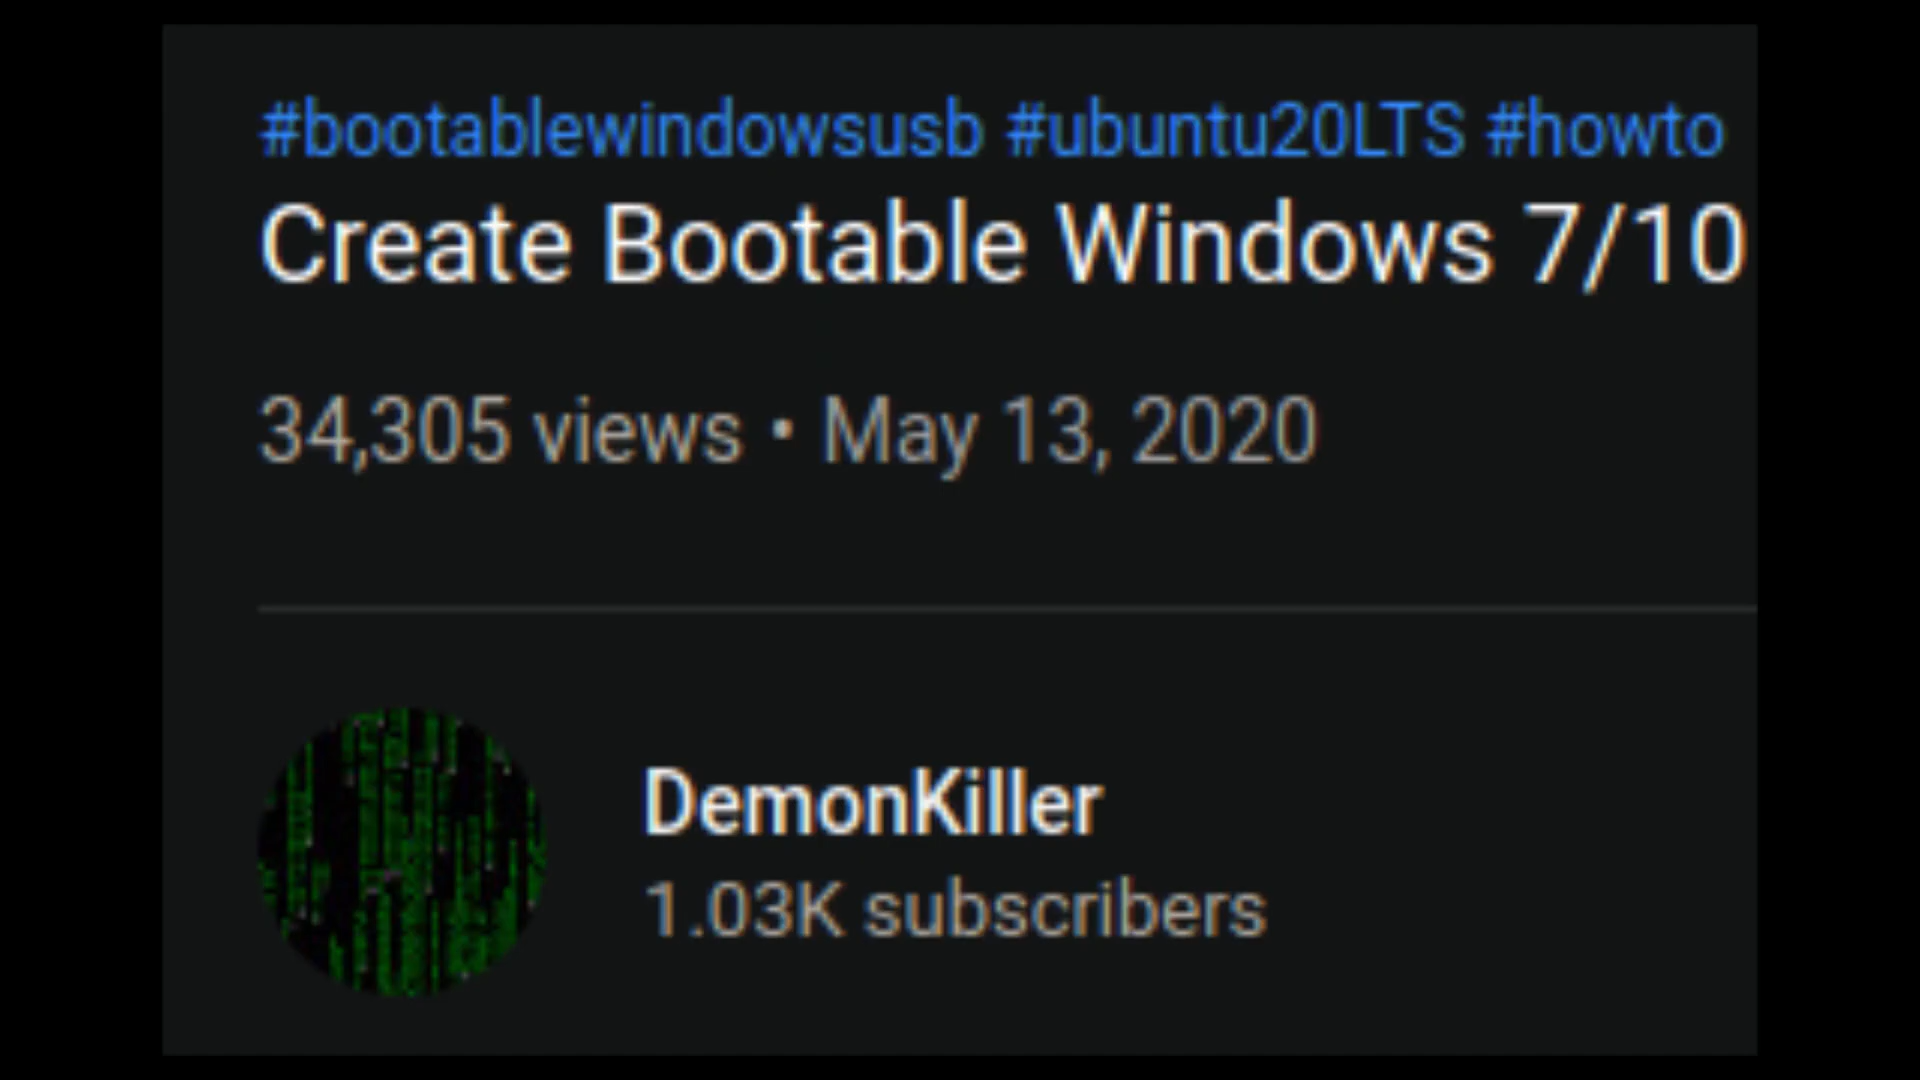 #bootablewindowsusb #ubuntu20LTS #howto
Create Bootable Windows 7/10
34,305 views • May 13, 2020
DemonKiller
1.03K subscribers